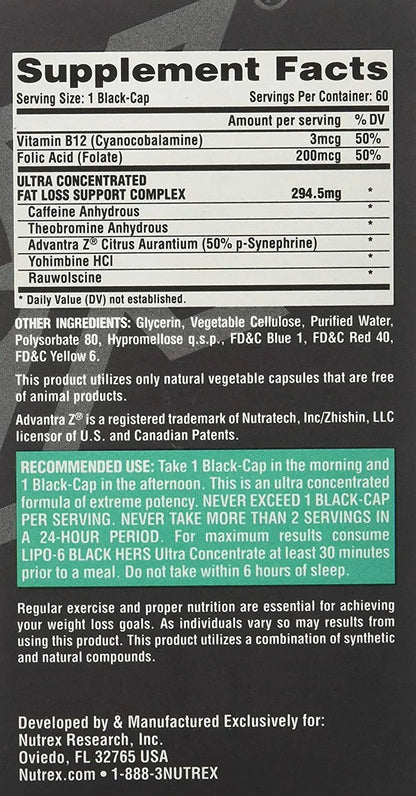 Supplement Facts
Serving Size: 1 Black-Cap Servings Per Container: 60
Amount per serving % DV
Vitamin B12 (Cyanocobalamine) 3mcg 50%
Folic Acid (Folate) 200mcg 50%
ULTRA CONCENTRATED
FAT LOSS SUPPORT COMPLEX 294.5mg *
Caffeine Anhydrous *
Theobromine Anhydrous *
Advantra Z® Citrus Aurantium (50% p-Synephrine) *
Yohimbine HCl *
Rauwolscine *
* Daily Value (DV) not established.
OTHER INGREDIENTS: Glycerin, Vegetable Cellulose, Purified Water,
Polysorbate 80, Hypromellose q.s.p., FD&C Blue 1, FD&C Red 40,
FD&C Yellow 6.
This product utilizes only natural vegetable capsules that are free
of animal products.
Advantra Z® is a registered trademark of Nutratech, Inc/Zhishin, LLC
licensor of U.S. and Canadian Patents.
RECOMMENDED USE: Take 1 Black-Cap in the morning and
1 Black-Cap in the afternoon. This is an ultra concentrated
formula of extreme potency. NEVER EXCEED 1 BLACK-CAP
PER SERVING. NEVER TAKE MORE THAN 2 SERVINGS IN
A 24-HOUR PERIOD. For maximum results consume
LIPO-6 BLACK HERS Ultra Concentrate at least 30 minutes
prior to a meal. Do not take within 6 hours of sleep.
Regular exercise and proper nutrition are essential for achieving
your weight loss goals. As individuals vary so may results from
using this product. This product utilizes a combination of synthetic
and natural compounds.
Developed by & Manufactured Exclusively for:
Nutrex Research, Inc.
Oviedo, FL 32765 USA
Nutrex.com • 1-888-3NUTREX